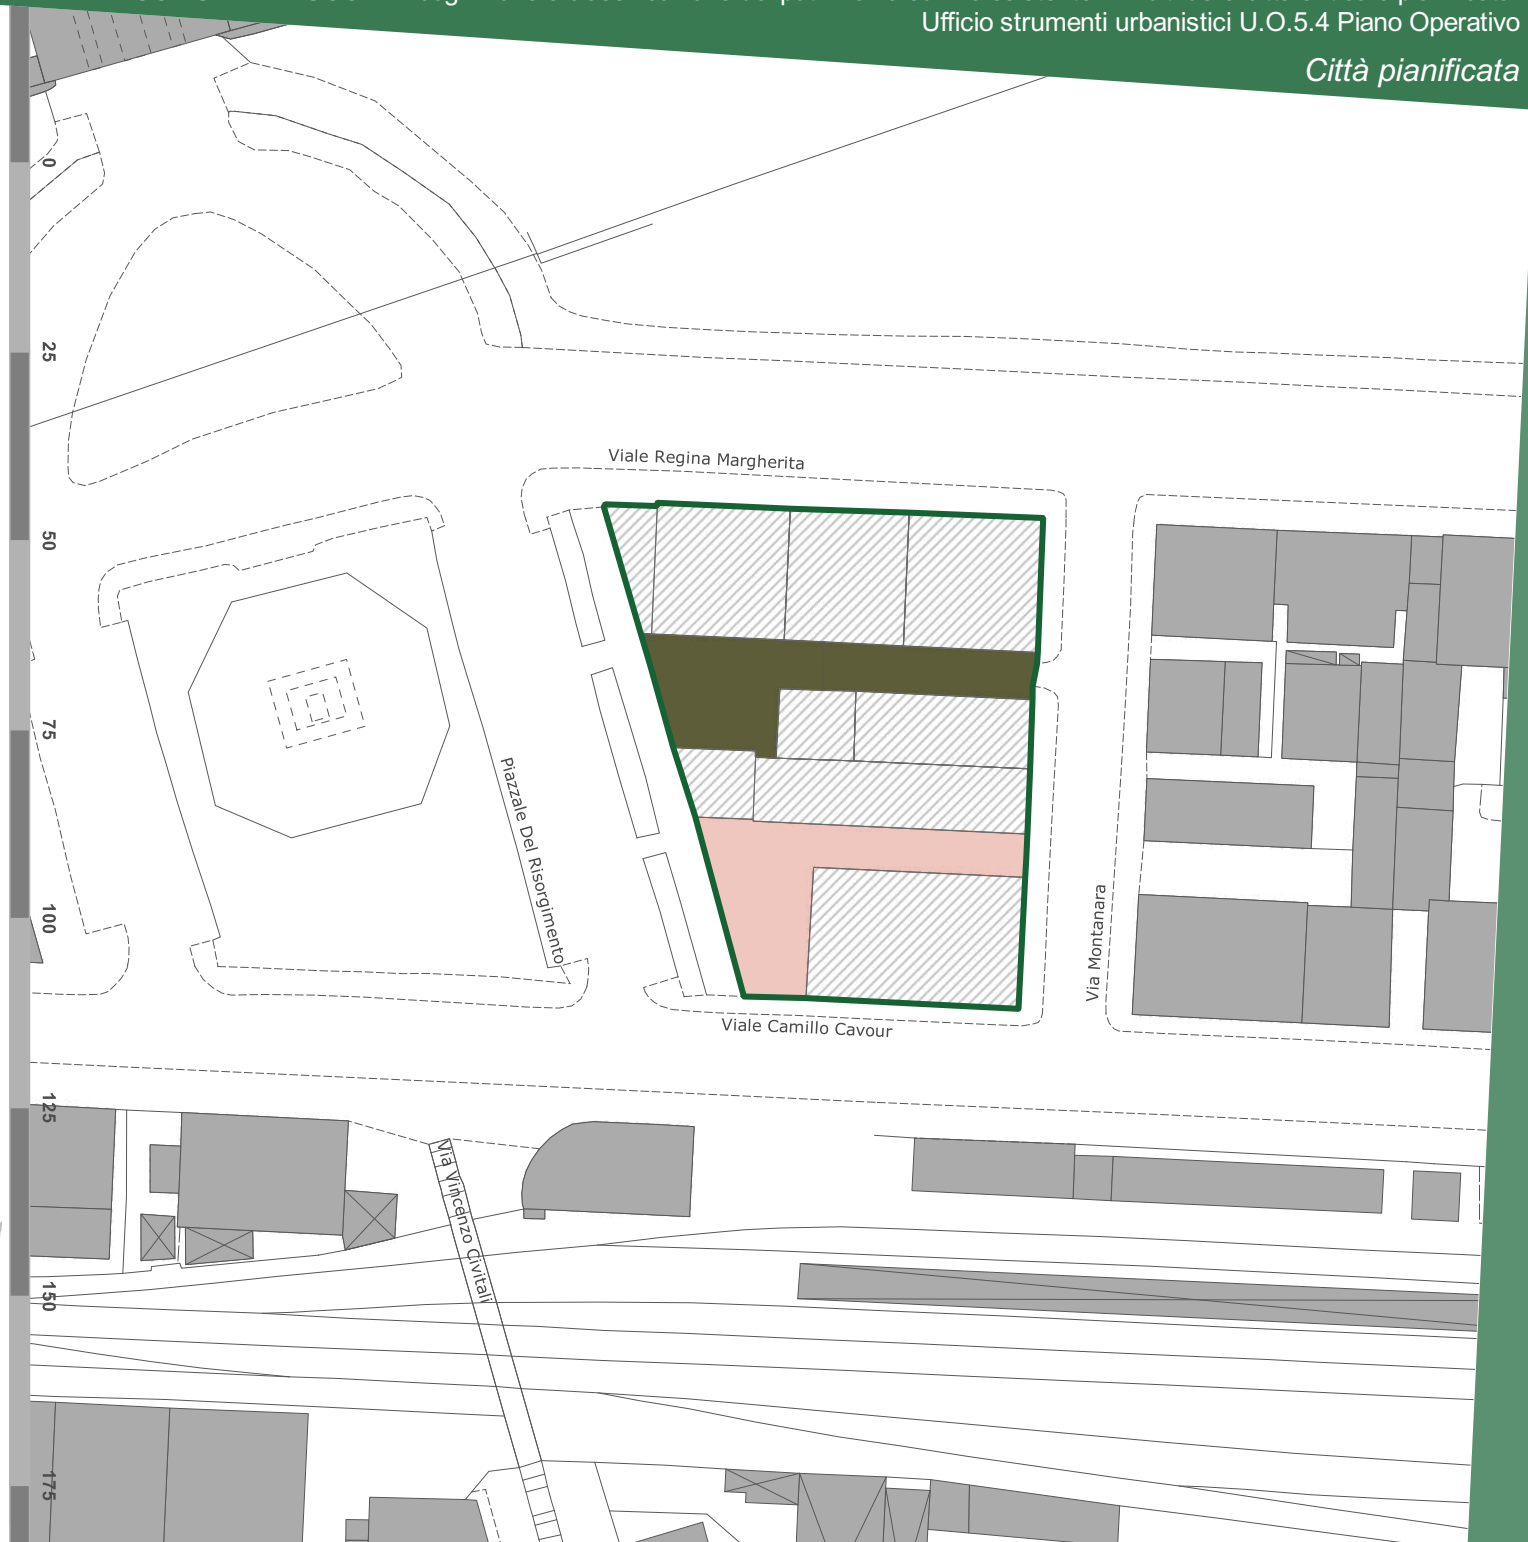 Ufficio strumenti urbanistici U.O.5.4 Piano Operativo
Città pianificata
0
25
50
75
100
125
150
175
Viale Regina Margherita
Piazzale Del Risorgimento
Via Montanara
Viale Camillo Cavour
Via Vincenzo Civitali